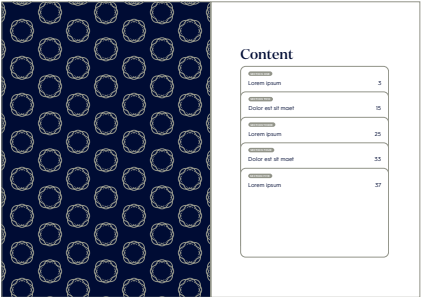 Content
Lorem ipsum 3
Dolor est sit maet 15
Lorem ipsum 25
Dolor est sit maet 33
Lorem ipsum 37